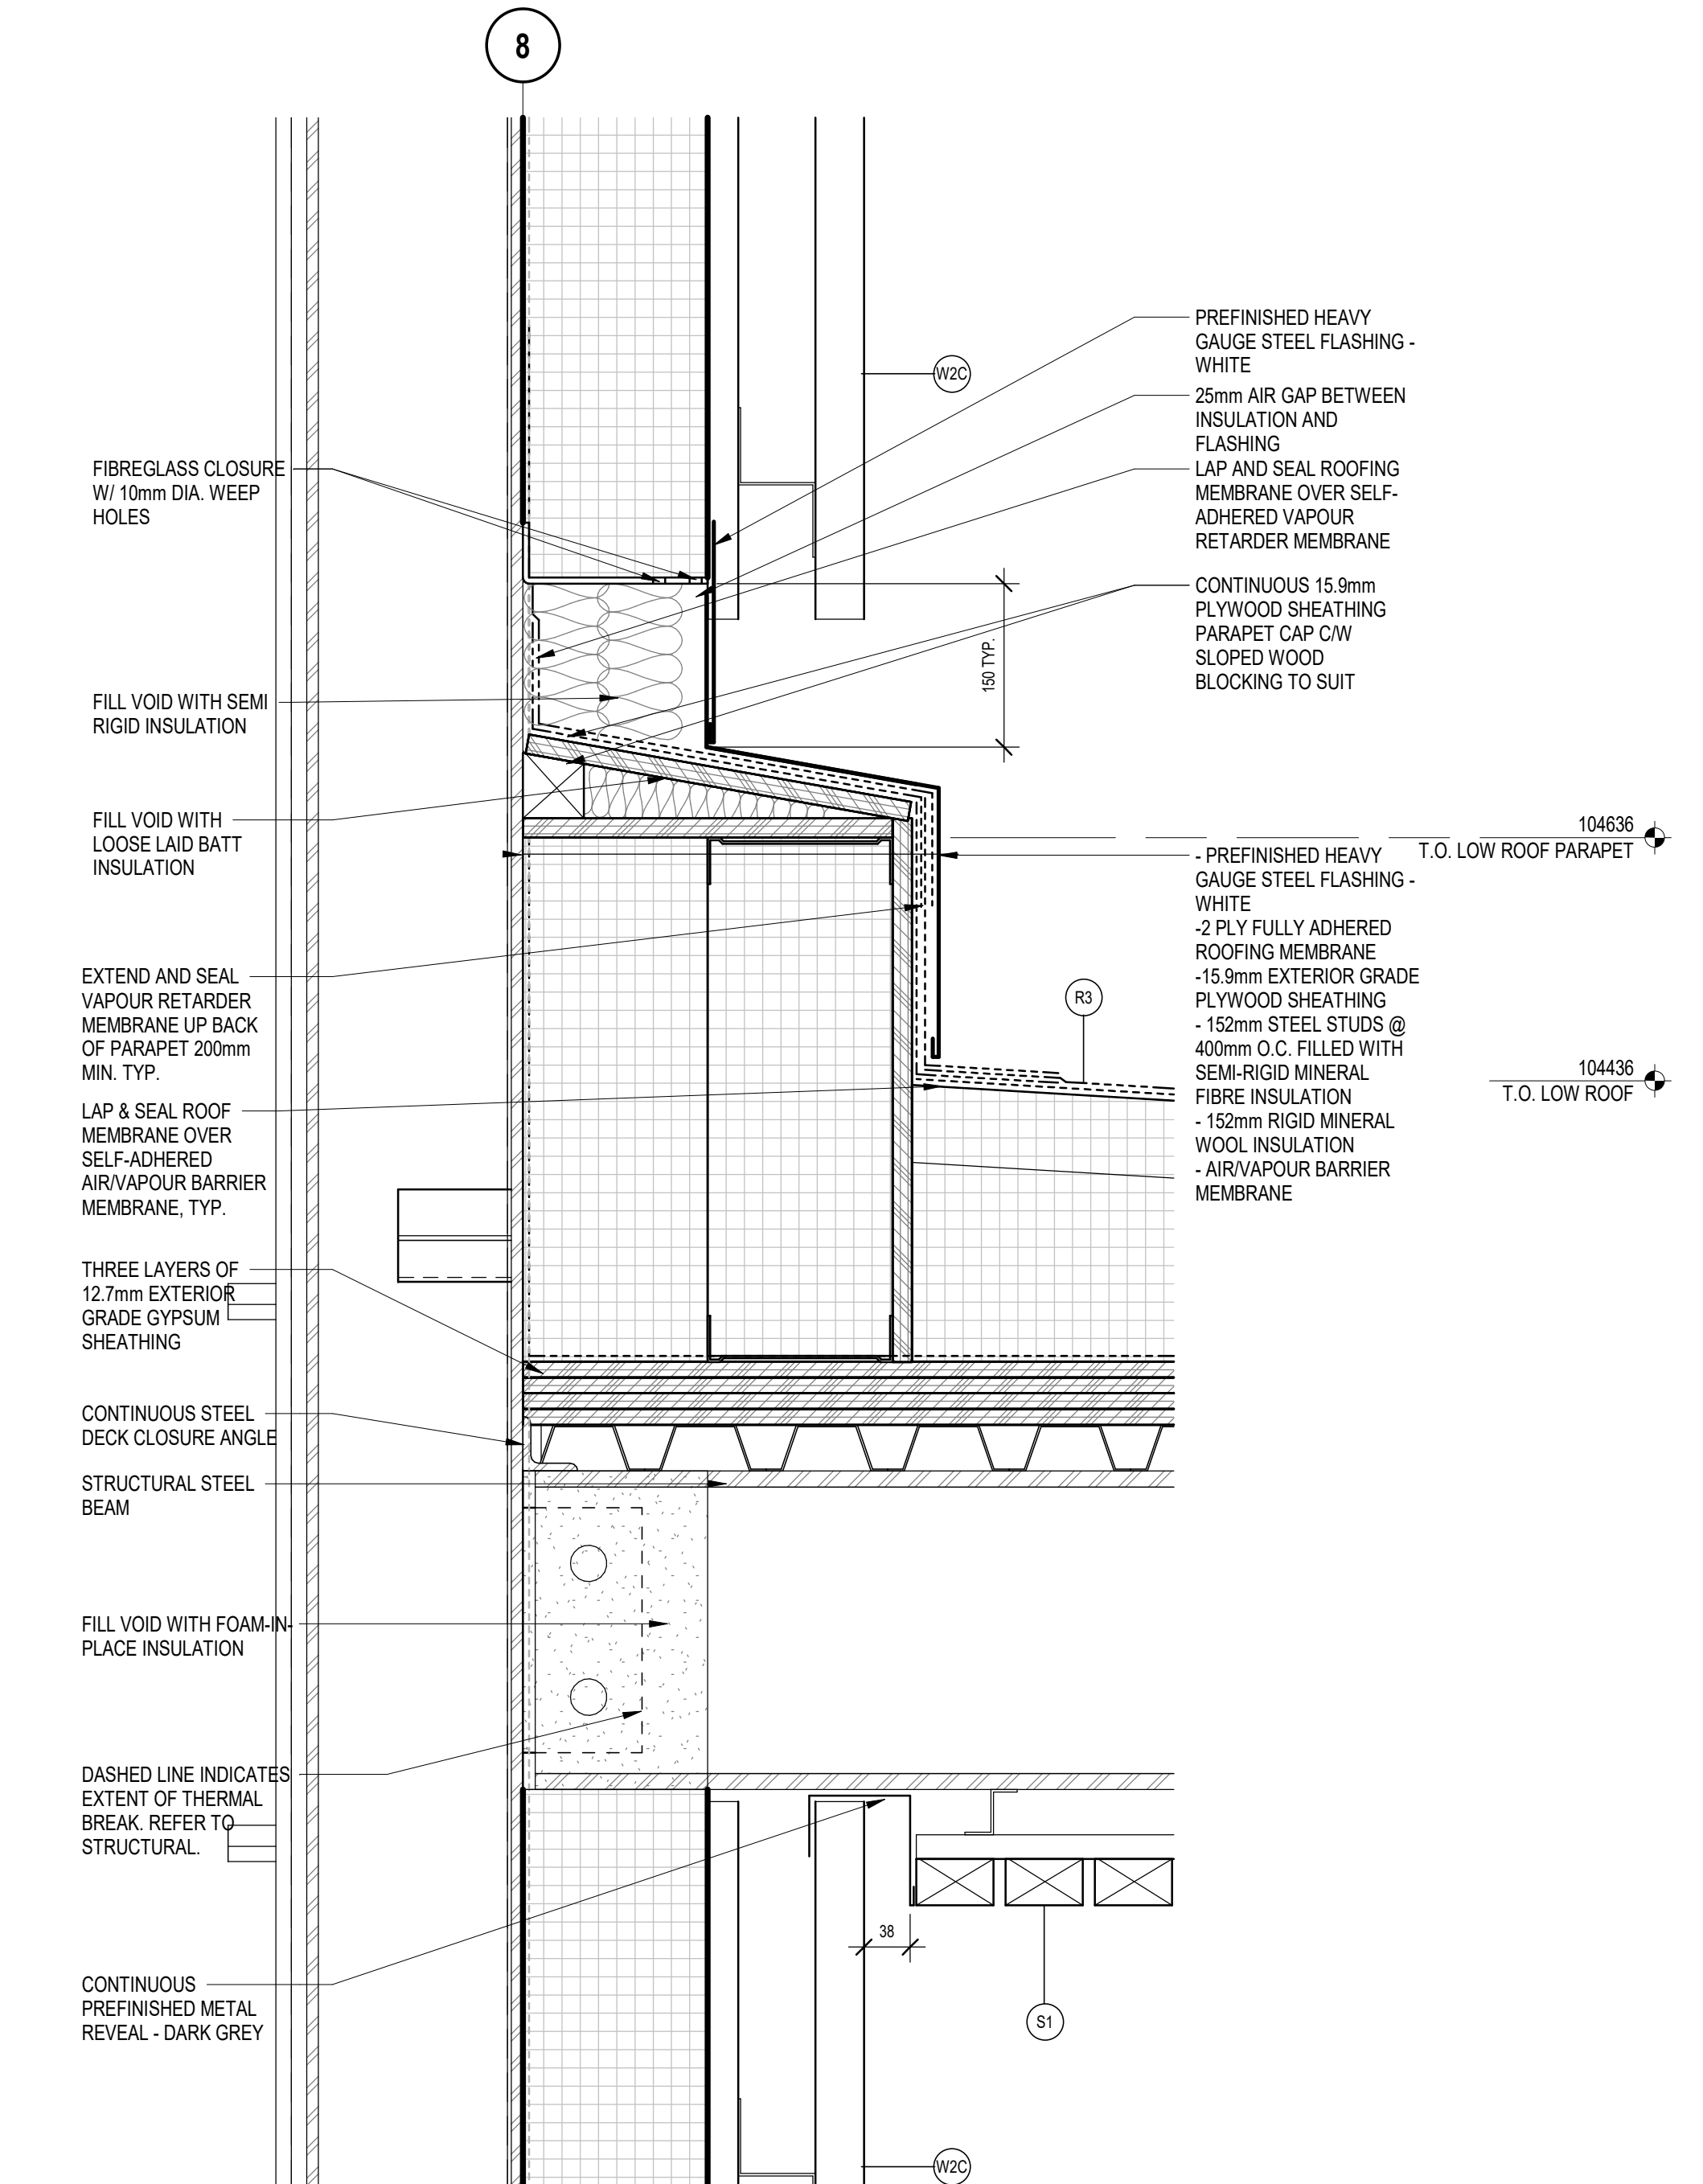 8
FIBREGLASS CLOSURE
W/ 10mm DIA. WEEP
HOLES
FILL VOID WITH SEMI
RIGID INSULATION
FILL VOID WITH
LOOSE LAID BATT
INSULATION
EXTEND AND SEAL
VAPOUR RETARDER
MEMBRANE UP BACK
OF PARAPET 200mm
MIN. TYP.
LAP & SEAL ROOF
MEMBRANE OVER
SELF-ADHERED
AIR/VAPOUR BARRIER
MEMBRANE, TYP.
THREE LAYERS OF
12.7mm EXTERIOR
GRADE GYPSUM
SHEATHING
CONTINUOUS STEEL
DECK CLOSURE ANGLE
STRUCTURAL STEEL
BEAM
FILL VOID WITH FOAM-IN-
PLACE INSULATION
DASHED LINE INDICATES
EXTENT OF THERMAL
BREAK. REFER TO
STRUCTURAL.
CONTINUOUS
PREFINISHED METAL
REVEAL - DARK GREY
W2C
150 TYP.
R3
38
S1
W2C
PREFINISHED HEAVY
GAUGE STEEL FLASHING -
WHITE
25mm AIR GAP BETWEEN
INSULATION AND
FLASHING
LAP AND SEAL ROOFING
MEMBRANE OVER SELF-
ADHERED VAPOUR
RETARDER MEMBRANE
CONTINUOUS 15.9mm
PLYWOOD SHEATHING
PARAPET CAP C/W
SLOPED WOOD
BLOCKING TO SUIT
- PREFINISHED HEAVY
GAUGE STEEL FLASHING -
WHITE
-2 PLY FULLY ADHERED
ROOFING MEMBRANE
-15.9mm EXTERIOR GRADE
PLYWOOD SHEATHING
- 152mm STEEL STUDS @
400mm O.C. FILLED WITH
SEMI-RIGID MINERAL
FIBRE INSULATION
- 152mm RIGID MINERAL
WOOL INSULATION
- AIR/VAPOUR BARRIER
MEMBRANE
104636
T.O. LOW ROOF PARAPET
104436
T.O. LOW ROOF